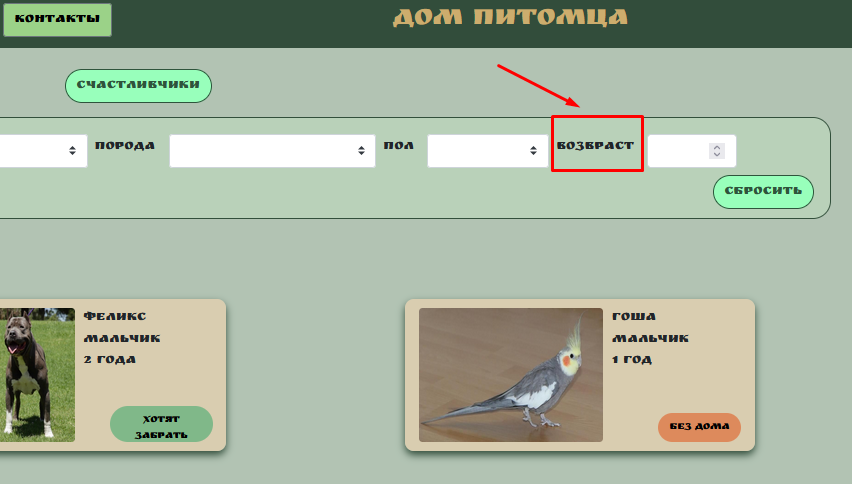 КОНТАКТЫ
ДОМ ПИТОМЦА
СЧАСТЛИВЧИКИ
ПОРОДА ПОЛ ВОЗВРАСТ
СБРОСИТЬ
ФЕЛИКС
МАЛЬЧИК
2 ГОДА
ХОТЯТ
ЗАБРАТЬ
ГОША
МАЛЬЧИК
1 ГОД
БЕЗ ДОМА